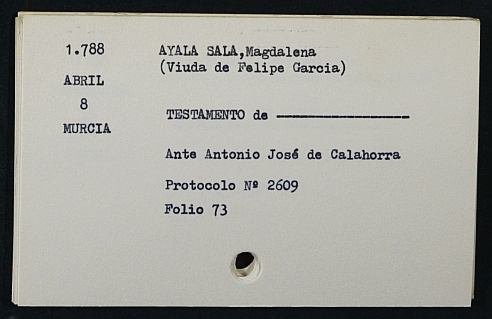 1.788
ABRIL
8
MURCIA
AYALA SALA,Magdalena
(Viuda de Felipe Garcia)
TESTAMENTO de ------------------
Ante Antonio José de Calahorra
Protocolo Nº 2609
Folio 73